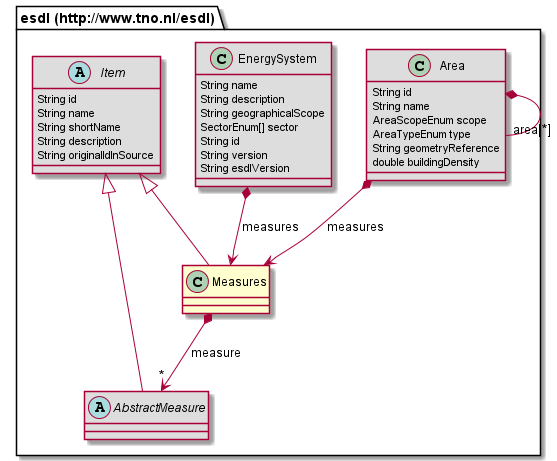 esdl (http://www.tno.nl/esdl)
A Item
String id
String name
String shortName
String description
String originalIdInSource
C EnergySystem
String name
String description
String geographicalScope
SectorEnum[] sector
String id
String version
String esdlVersion
C Area
String id
String name
AreaScopeEnum scope
AreaTypeEnum type
String geometryReference
double buildingDensity
area[*]
measures
measures
C Measures
measure
*
A AbstractMeasure